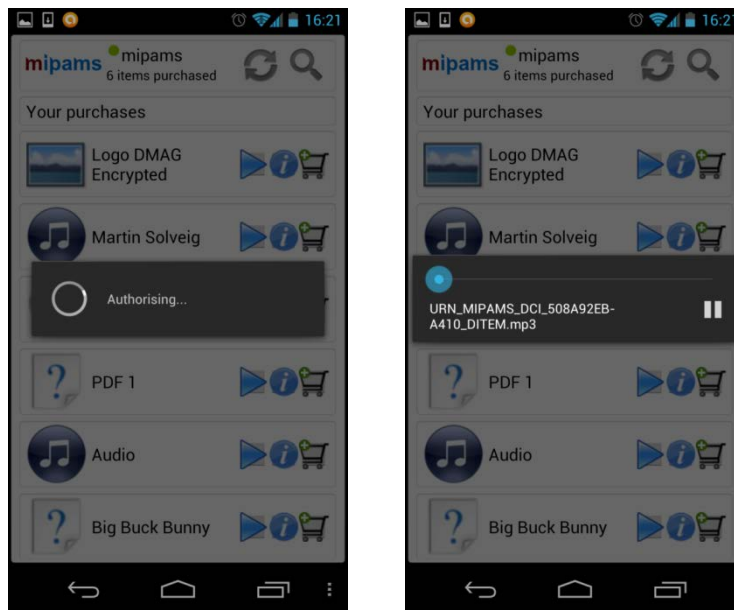 16:21
mipams
mipams
6 items purchased
Your purchases
Logo DMAG
Encrypted
Martin Solveig
Authorising...
PDF 1
Audio
Big Buck Bunny
16:21
mipams
mipams
6 items purchased
Your purchases
Logo DMAG
Encrypted
Martin Solveig
URN_MIPAMS_DCI_508A92EB-
A410_DITEM.mp3
PDF 1
Audio
Big Buck Bunny